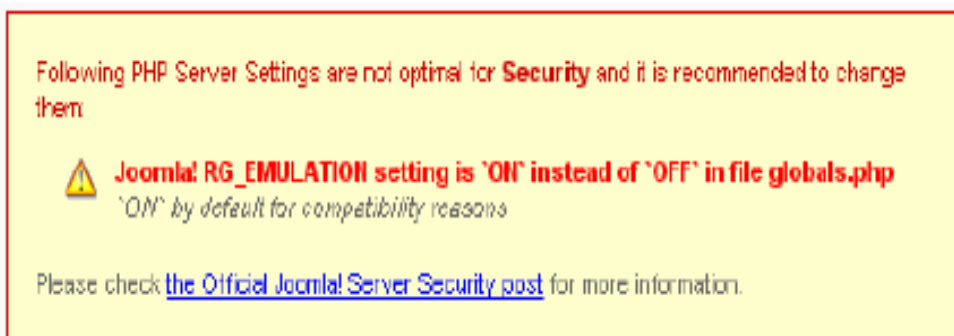 Following PHP Server Settings are not optimal for Security and it is recommended to change
them:
Joomla! RG_EMULATION setting is `ON` instead of `OFF` in file globals.php
`ON` by default for compatibility reasons
Please check the Official Joomla! Server Security post for more information.